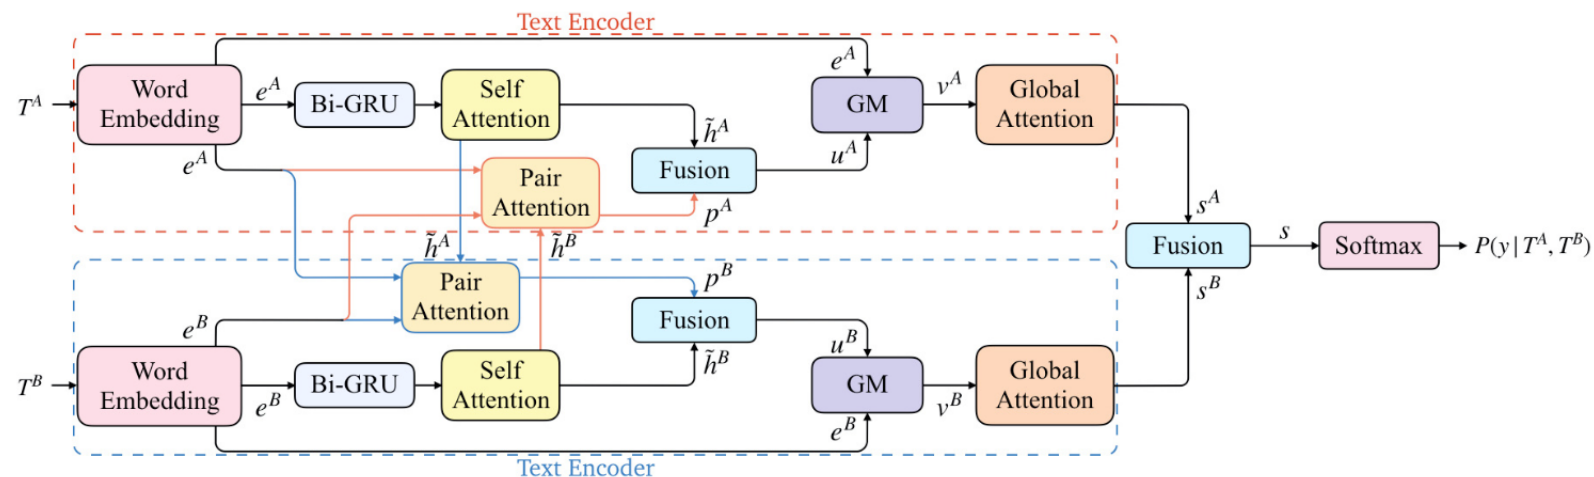 Text Encoder
e^A
T^A
Word
Embedding
e^A
Bi-GRU
Self
Attention
GM
v^A
Global
Attention
h̃^A
e^A
Pair
Attention
Fusion
u^A
p^A
s^A
h̃^A
h̃^B
Fusion
s
Softmax
P(y | T^A, T^B)
Pair
Attention
p^B
s^B
e^B
Fusion
u^B
h̃^B
T^B
Word
Embedding
e^B
Bi-GRU
Self
Attention
GM
v^B
Global
Attention
e^B
Text Encoder